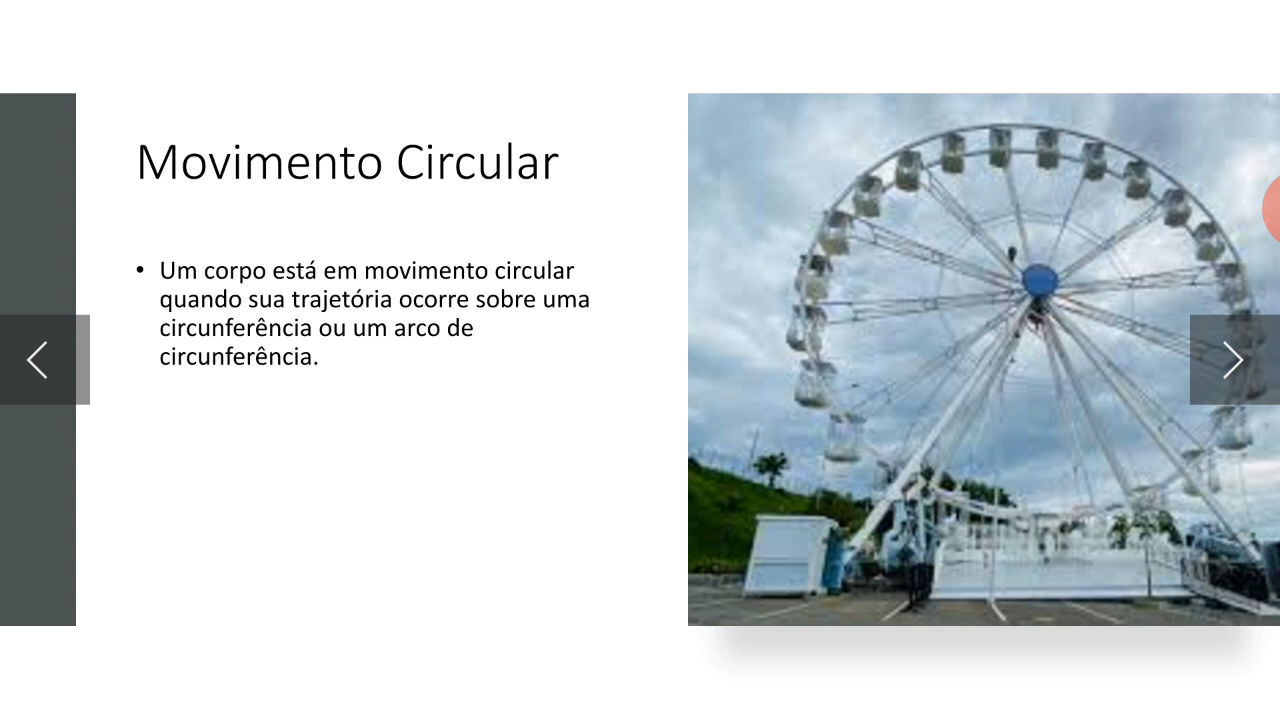 Movimento Circular
• Um corpo está em movimento circular
quando sua trajetória ocorre sobre uma
circunferência ou um arco de
circunferência.